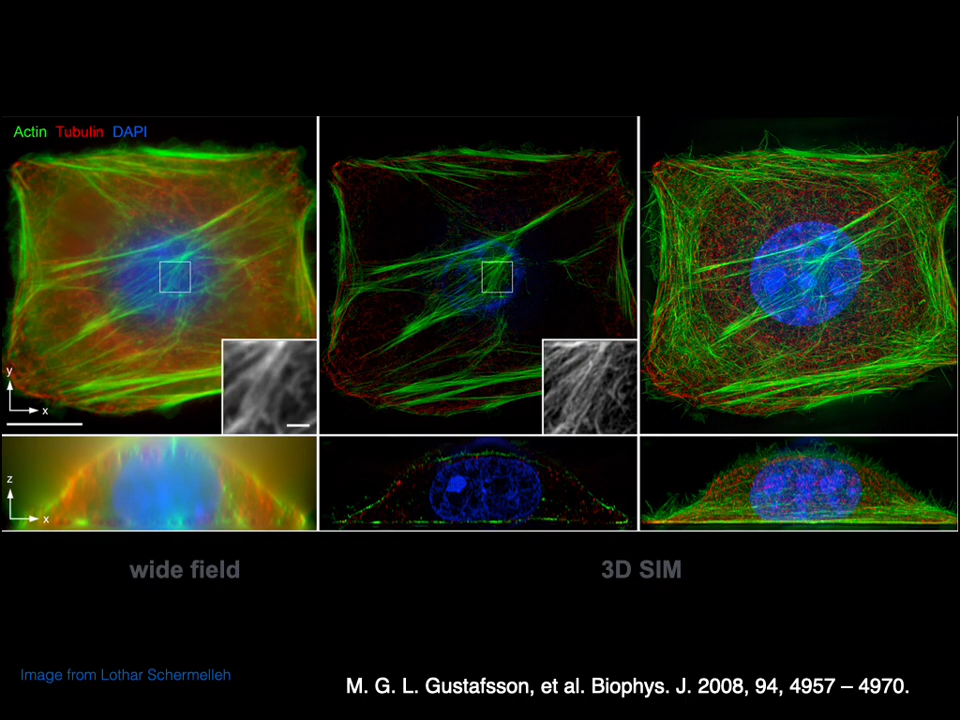 Actin Tubulin DAPI
y
x
z
x
wide field
3D SIM
Image from Lothar Schermelleh
M. G. L. Gustafsson, et al. Biophys. J. 2008, 94, 4957 – 4970.